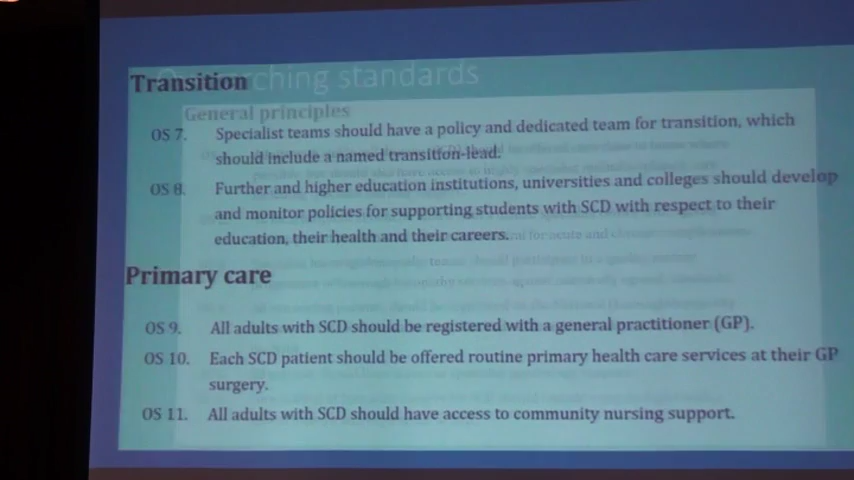 Transition
rching standards
General principles
OS 7. Specialist teams should have a policy and dedicated team for transition, which
should include a named transition-lead.
OS 8. Further and higher education institutions, universities and colleges should develop
and monitor policies for supporting students with SCD with respect to their
education, their health and their careers.
Primary care
OS 9. All adults with SCD should be registered with a general practitioner (GP).
OS 10. Each SCD patient should be offered routine primary health care services at their GP
surgery.
OS 11. All adults with SCD should have access to community nursing support.